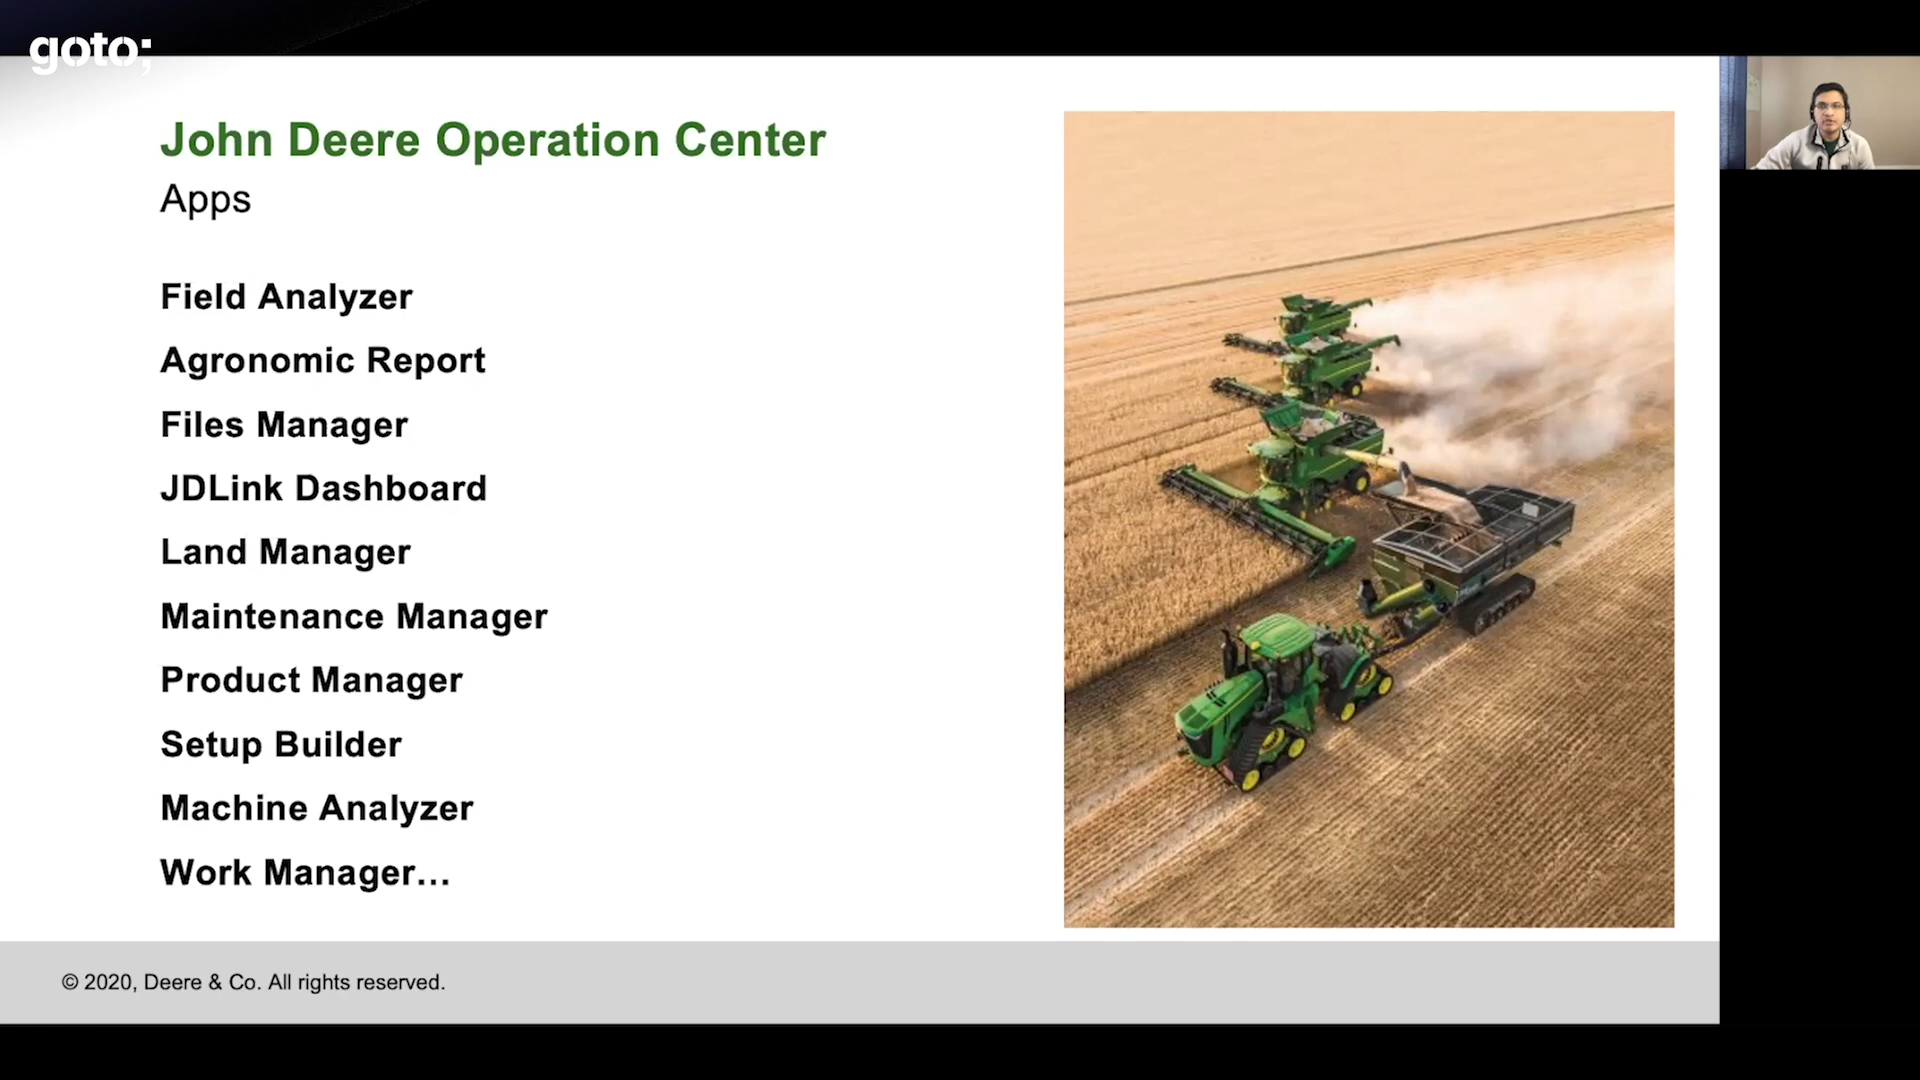 goto;
John Deere Operation Center
Apps
Field Analyzer
Agronomic Report
Files Manager
JDLink Dashboard
Land Manager
Maintenance Manager
Product Manager
Setup Builder
Machine Analyzer
Work Manager…
© 2020, Deere & Co. All rights reserved.